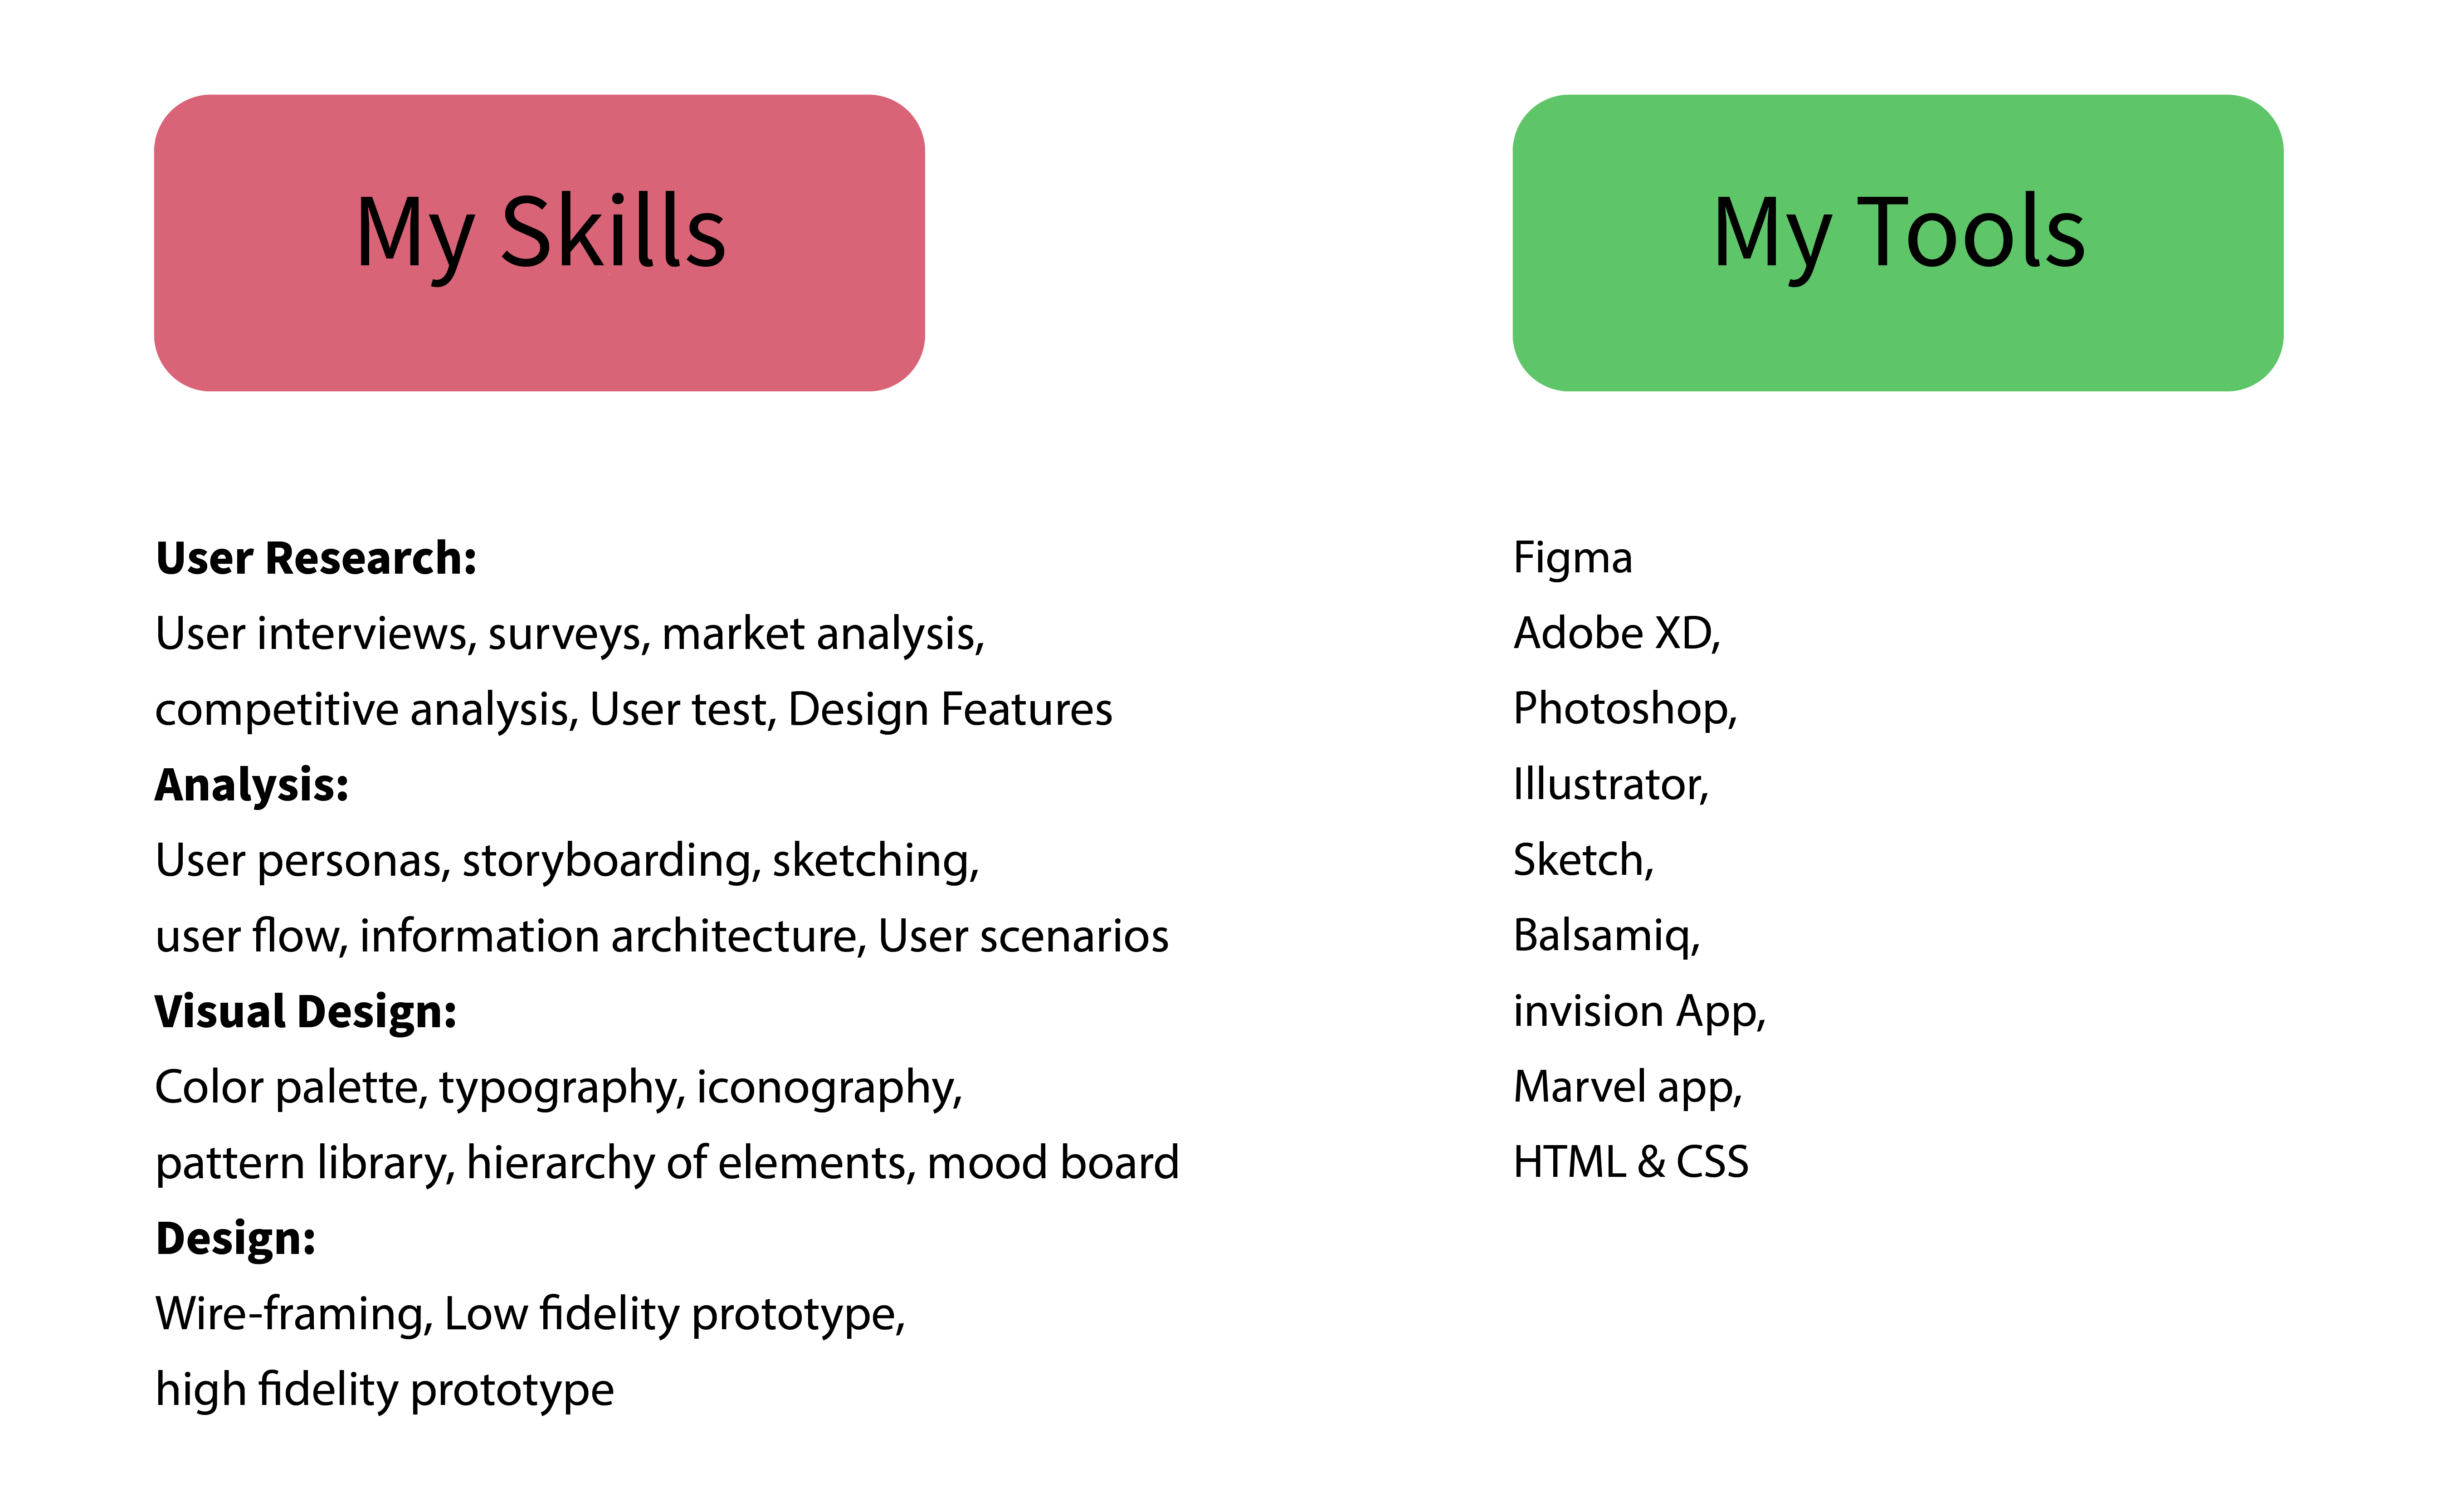 My Skills
User Research:
User interviews, surveys, market analysis,
competitive analysis, User test, Design Features
Analysis:
User personas, storyboarding, sketching,
user flow, information architecture, User scenarios
Visual Design:
Color palette, typography, iconography,
pattern library, hierarchy of elements, mood board
Design:
Wire-framing, Low fidelity prototype,
high fidelity prototype
My Tools
Figma
Adobe XD,
Photoshop,
Illustrator,
Sketch,
Balsamiq,
invision App,
Marvel app,
HTML & CSS